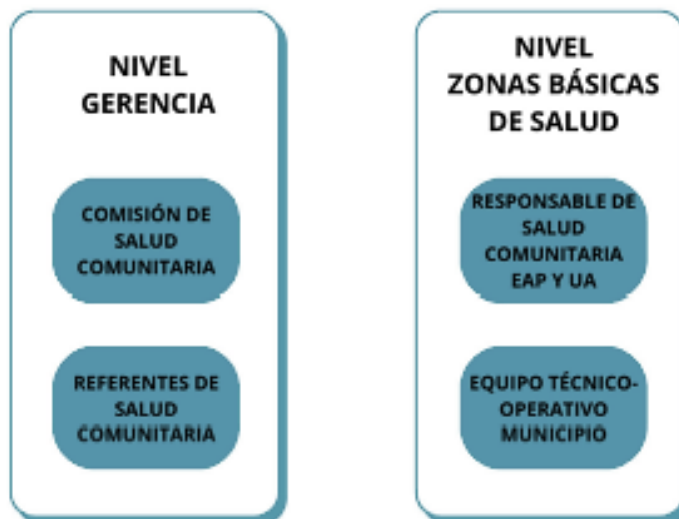 NIVEL
GERENCIA
COMISIÓN DE
SALUD
COMUNITARIA
REFERENTES DE
SALUD
COMUNITARIA
NIVEL
ZONAS BÁSICAS
DE SALUD
RESPONSABLE DE
SALUD
COMUNITARIA
EAP Y UA
EQUIPO TÉCNICO-
OPERATIVO
MUNICIPIO